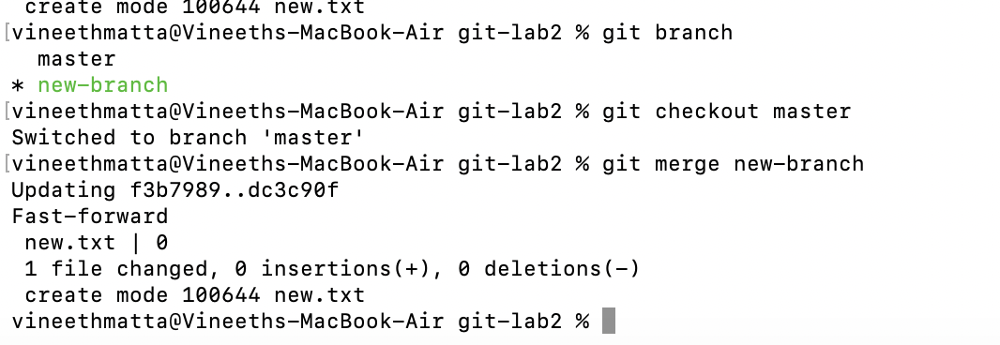 create mode 100644 new.txt
[vineethmatta@Vineeths-MacBook-Air git-lab2 % git branch
master
* new-branch
[vineethmatta@Vineeths-MacBook-Air git-lab2 % git checkout master
Switched to branch 'master'
[vineethmatta@Vineeths-MacBook-Air git-lab2 % git merge new-branch
Updating f3b7989..dc3c90f
Fast-forward
new.txt | 0
1 file changed, 0 insertions(+), 0 deletions(-)
create mode 100644 new.txt
vineethmatta@Vineeths-MacBook-Air git-lab2 %